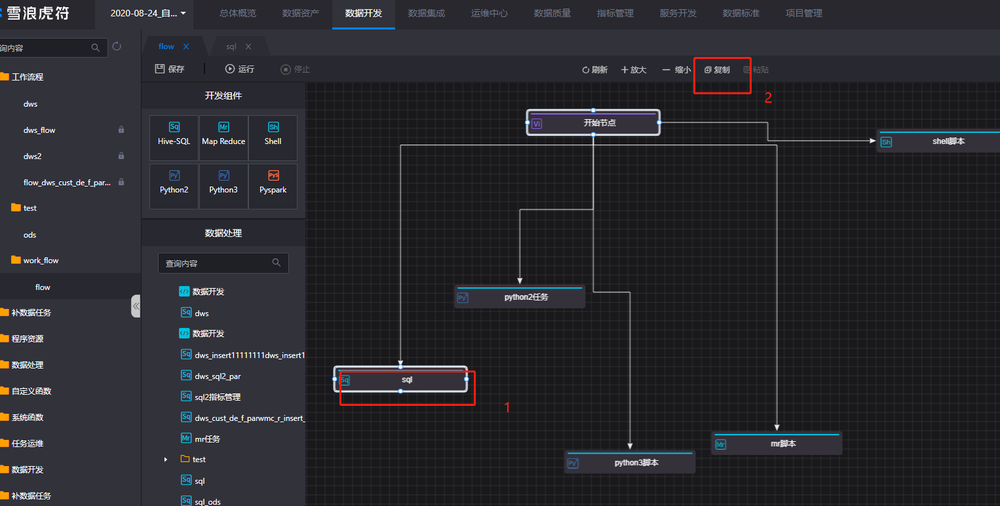 雪浪虎符
2020-08-24_自...
总体概览
数据资产
数据开发
数据集成
运维中心
数据质量
指标管理
服务开发
数据标准
项目管理
询内容
flow
sql
保存
运行
停止
刷新
放大
缩小
复制
粘贴
2
工作流程
dws
dws_flow
dws2
flow_dws_cust_de_f_par...
test
ods
work_flow
flow
补数据任务
程序资源
数据处理
自定义函数
系统函数
任务运维
数据开发
补数据任务
开发组件
Sq
Hive-SQL
Mr
Map Reduce
Sh
Shell
Py
Python2
Py
Python3
PyS
Pyspark
数据处理
查询内容
</> 数据开发
Sq dws
</> 数据开发
Sq dws_insert11111111dws_insert1
Sq dws_sql2_par
Sq sql2指标管理
Sq dws_cust_de_f_parwmc_r_insert_
Mr mr任务
test
Sq sql
Sq sql_ods
Vi 开始节点
Sh shell脚本
Py python2任务
Sq sql
1
Mr mr脚本
Py python3脚本